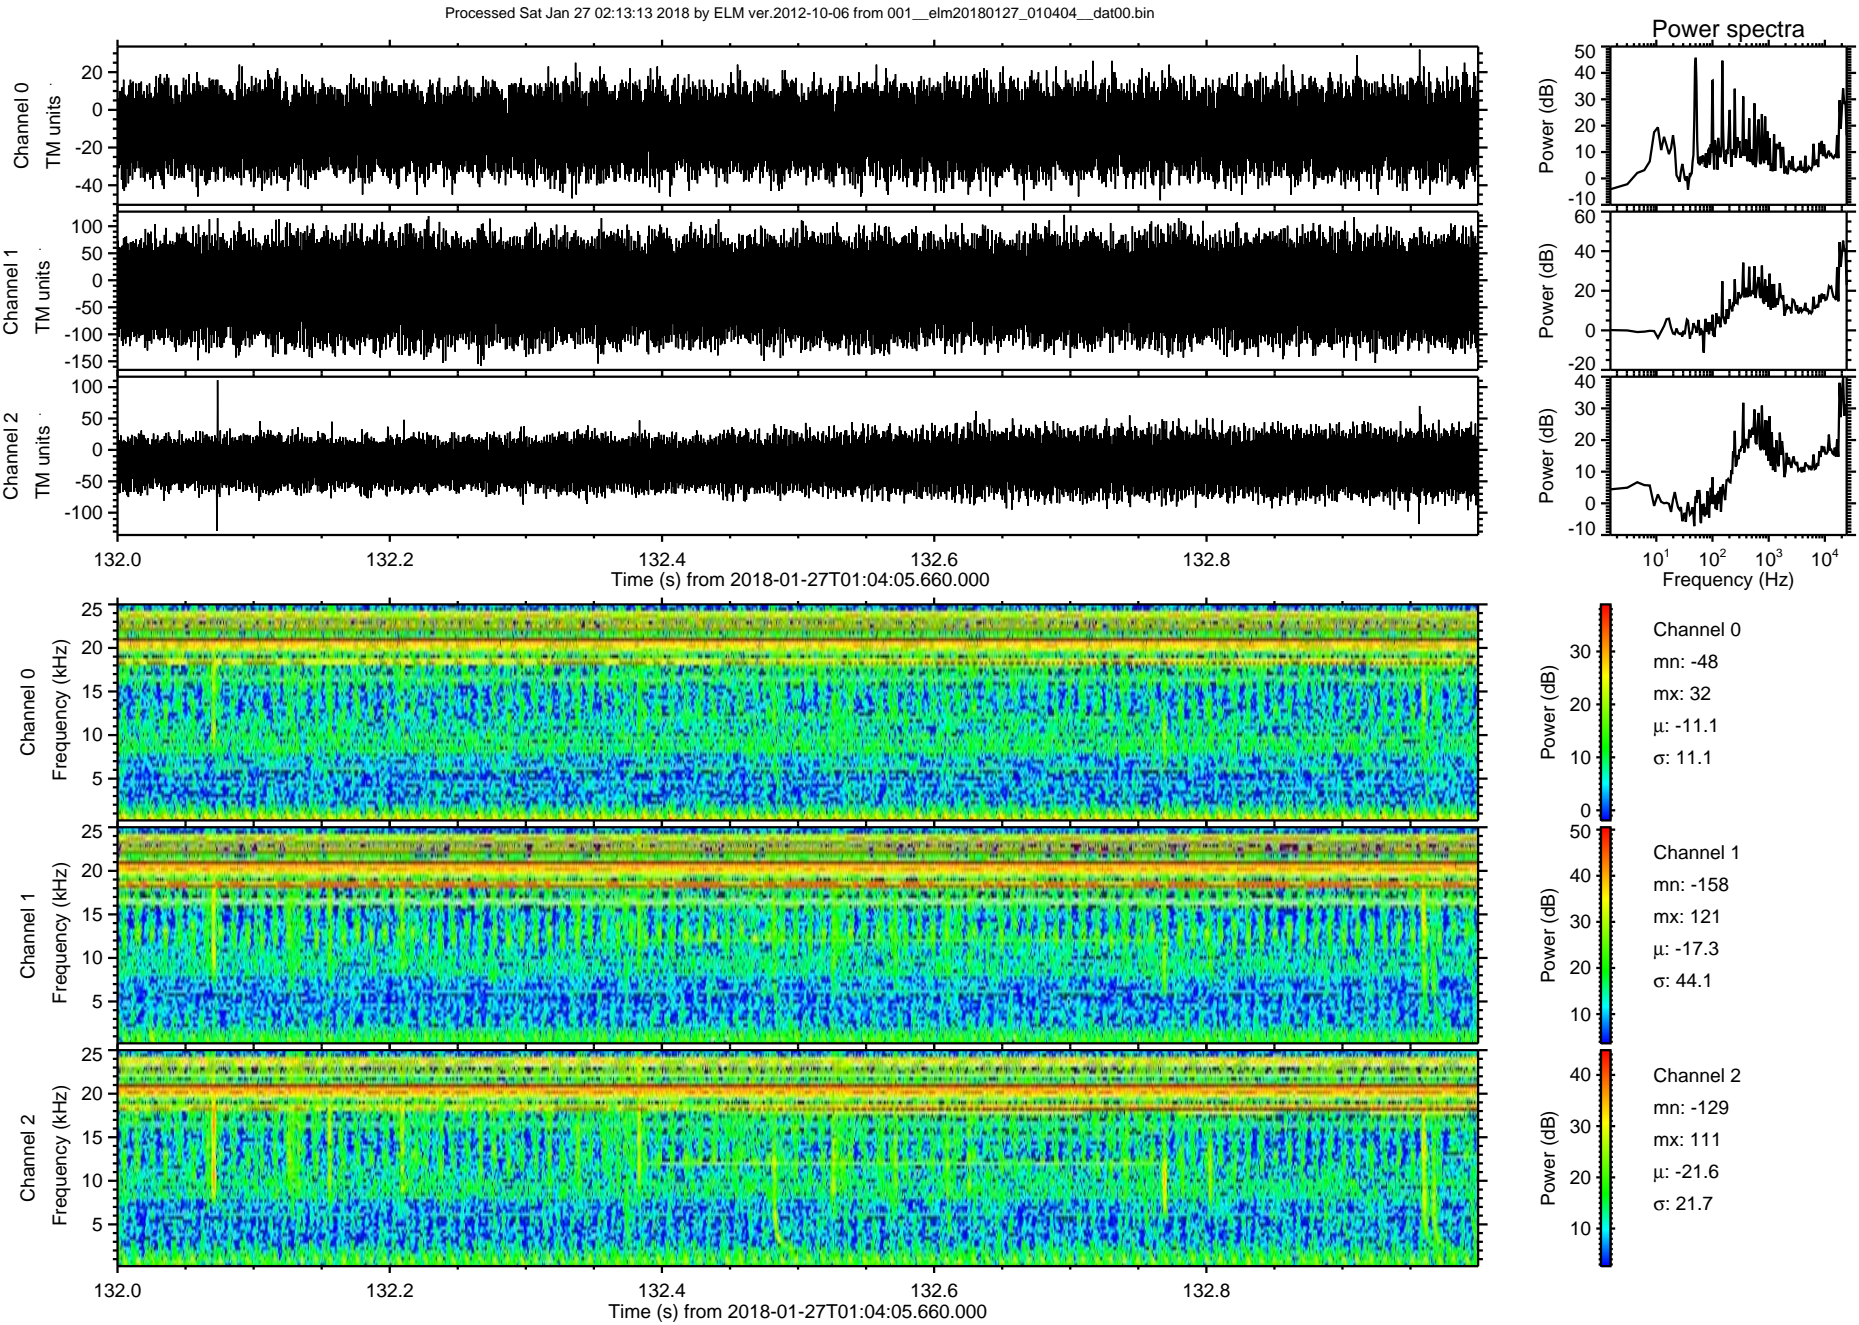 Processed Sat Jan 27 02:13:13 2018 by ELM ver.2012-10-06 from 001__elm20180127_010404__dat00.bin
Power spectra
Channel 0
TM units
20
0
-20
-40
Power (dB)
50
40
30
20
10
0
-10
Channel 1
TM units
100
50
0
-50
-100
-150
Power (dB)
60
40
20
0
-20
Channel 2
TM units
100
50
0
-50
-100
Power (dB)
40
30
20
10
0
-10
132.0 132.2 132.4 132.6 132.8
Time (s) from 2018-01-27T01:04:05.660.000
10¹ 10² 10³ 10⁴
Frequency (Hz)
Channel 0
Frequency (kHz)
25
20
15
10
5
Power (dB)
30
20
10
0
Channel 0
mn: -48
mx: 32
µ: -11.1
σ: 11.1
Channel 1
Frequency (kHz)
25
20
15
10
5
Power (dB)
50
40
30
20
10
Channel 1
mn: -158
mx: 121
µ: -17.3
σ: 44.1
Channel 2
Frequency (kHz)
25
20
15
10
5
Power (dB)
40
30
20
10
Channel 2
mn: -129
mx: 111
µ: -21.6
σ: 21.7
132.0 132.2 132.4 132.6 132.8
Time (s) from 2018-01-27T01:04:05.660.000